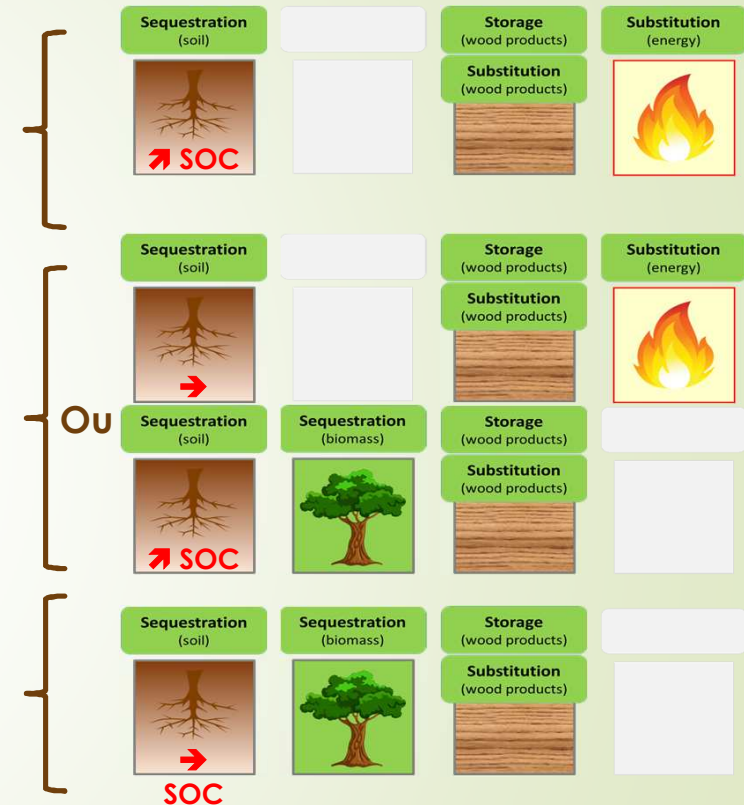 Sequestration
(soil)
Storage
(wood products)
Substitution
(energy)
Substitution
(wood products)
↗ SOC
Sequestration
(soil)
Storage
(wood products)
Substitution
(energy)
Substitution
(wood products)
→
Ou
Sequestration
(soil)
Sequestration
(biomass)
Storage
(wood products)
Substitution
(wood products)
↗ SOC
Sequestration
(soil)
Sequestration
(biomass)
Storage
(wood products)
Substitution
(wood products)
→
SOC